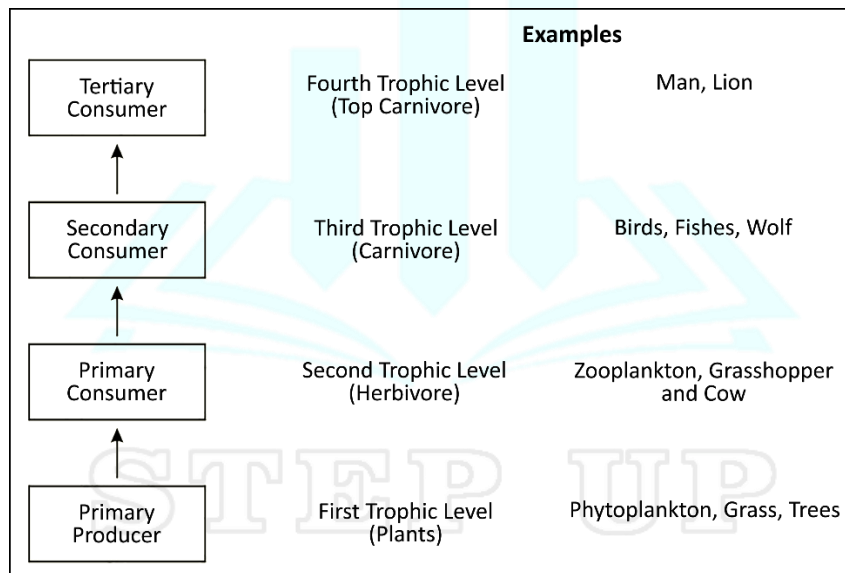 Examples
Tertiary
Consumer
Fourth Trophic Level
(Top Carnivore)
Man, Lion
Secondary
Consumer
Third Trophic Level
(Carnivore)
Birds, Fishes, Wolf
Primary
Consumer
Second Trophic Level
(Herbivore)
Zooplankton, Grasshopper
and Cow
Primary
Producer
First Trophic Level
(Plants)
Phytoplankton, Grass, Trees
STEP UP